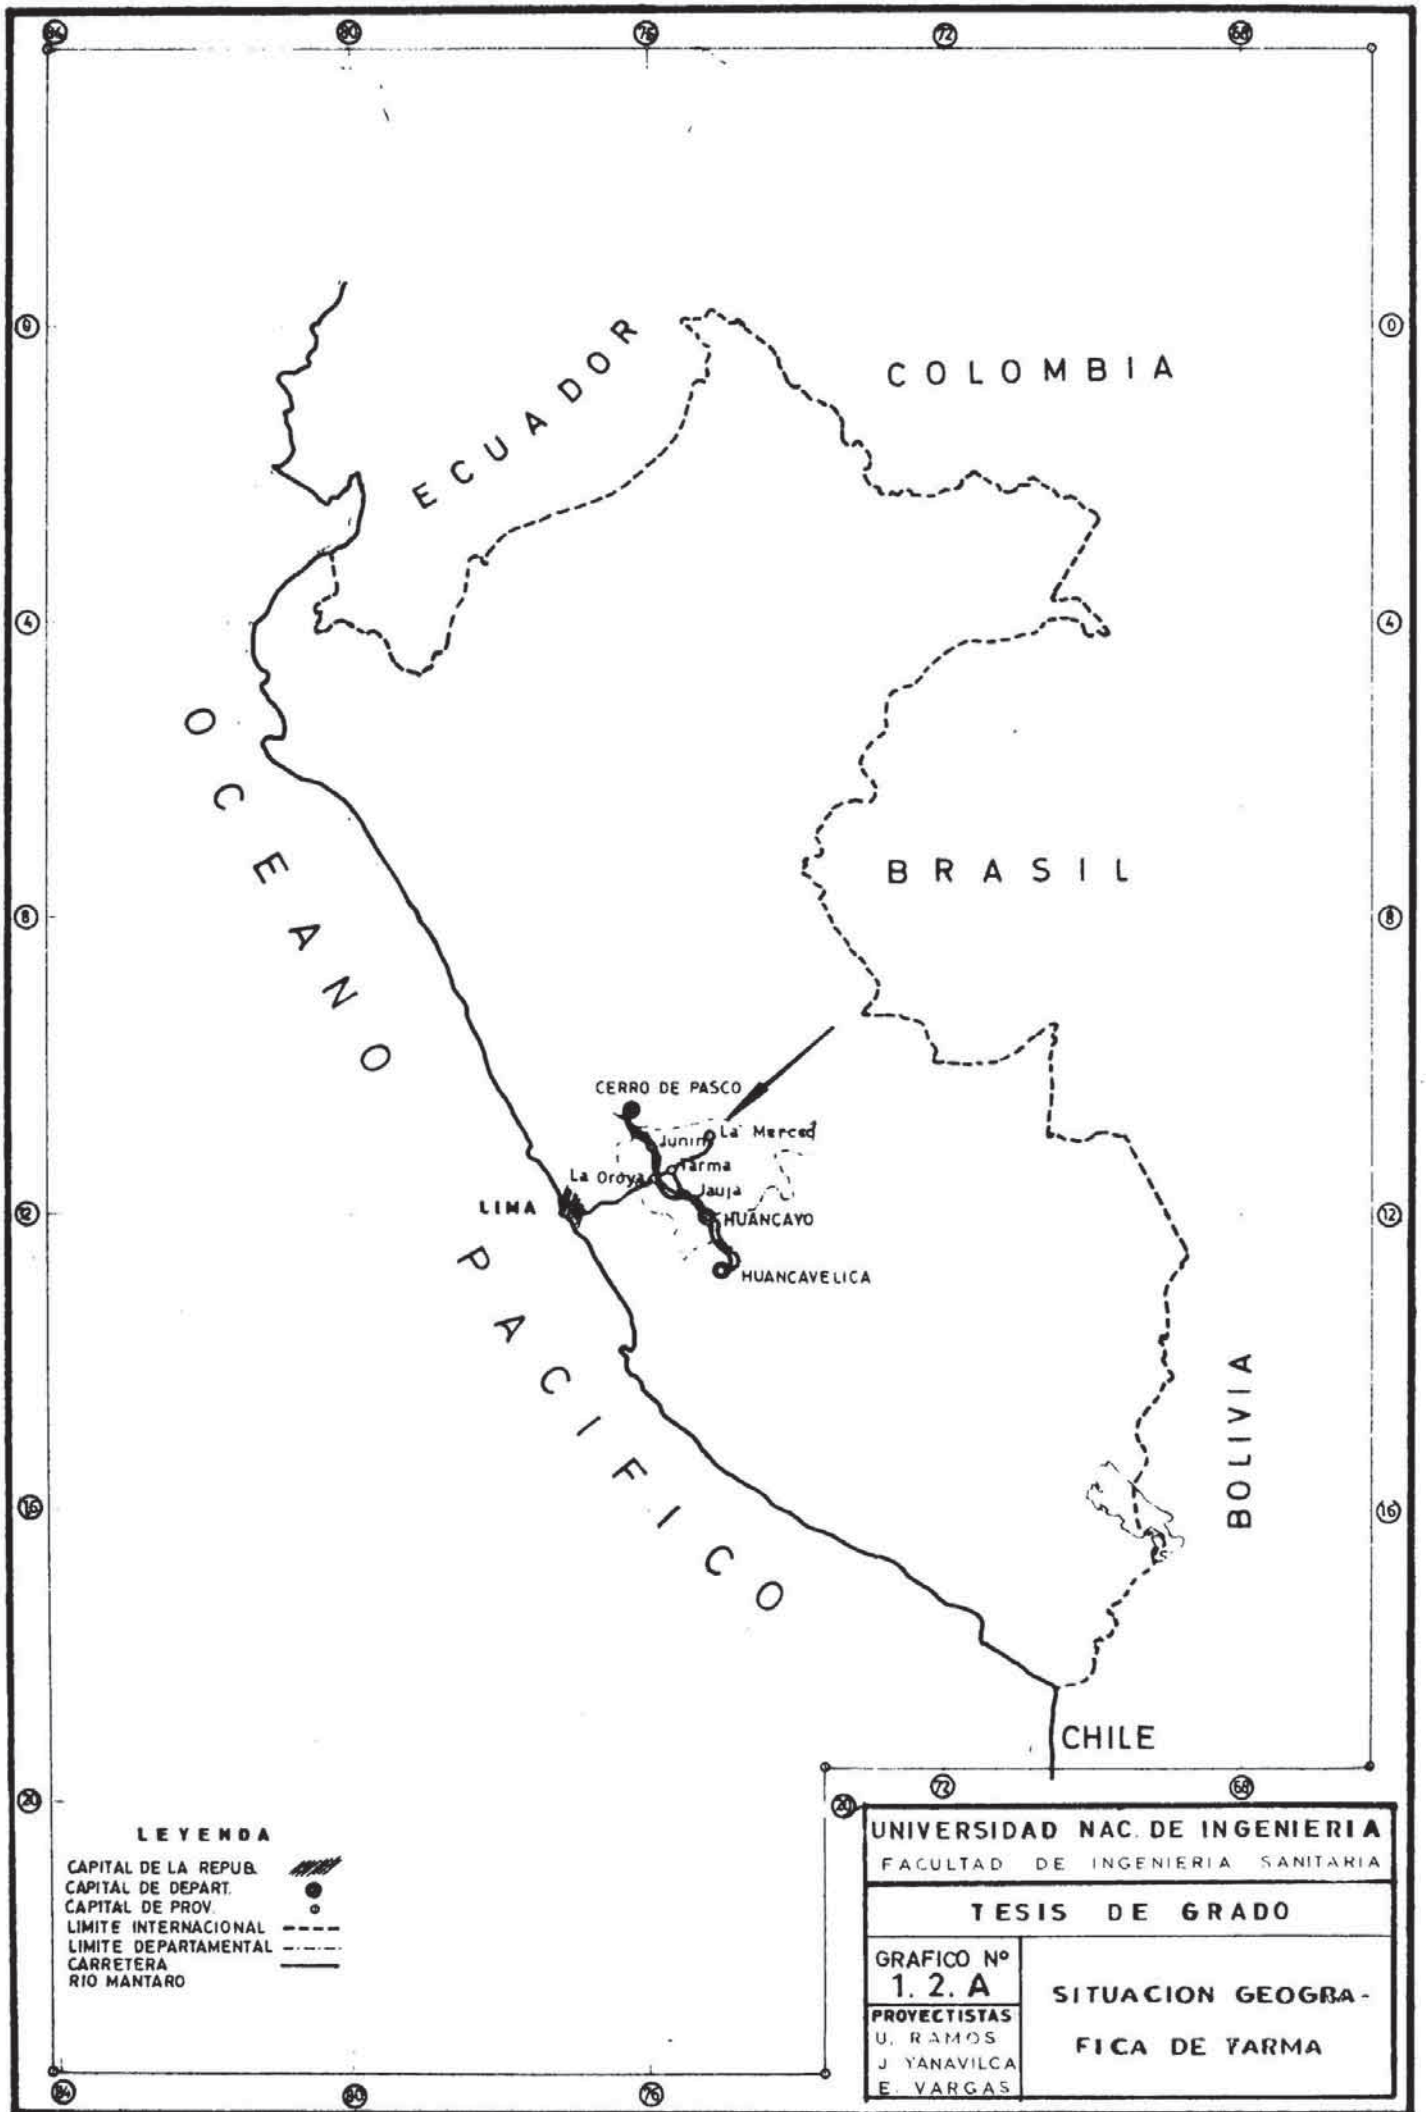 84 80 76 72 68
0 0
ECUADOR
COLOMBIA
4 4
OCEANO PACIFICO
BRASIL
8 8
CERRO DE PASCO
La Merced
Junin
Tarma
La Oroya
Jauja
LIMA
12 12
HUANCAYO
HUANCAVELICA
BOLIVIA
16 16
CHILE
72 68
20 20
LEYENDA
CAPITAL DE LA REPUB.
CAPITAL DE DEPART.
CAPITAL DE PROV.
LIMITE INTERNACIONAL
LIMITE DEPARTAMENTAL
CARRETERA
RIO MANTARO
UNIVERSIDAD NAC. DE INGENIERIA
FACULTAD DE INGENIERIA SANITARIA
TESIS DE GRADO
GRAFICO Nº
1. 2. A
SITUACION GEOGRA-
FICA DE TARMA
PROYECTISTAS
U. RAMOS
J YANAVILCA
E. VARGAS
84 80 76